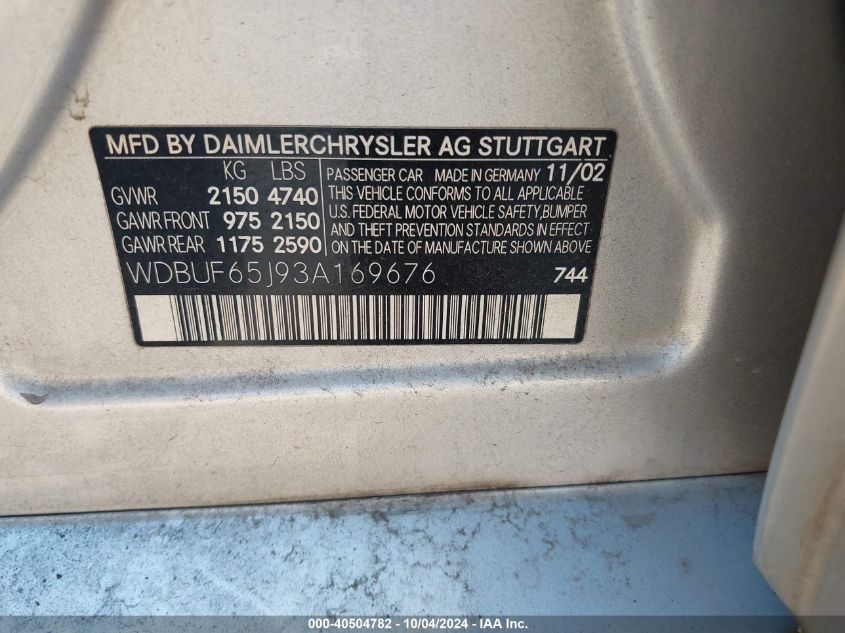 MFD BY DAIMLERCHRYSLER AG STUTTGART
KG LBS
GVWR 2150 4740
GAWR FRONT 975 2150
GAWR REAR 1175 2590
PASSENGER CAR MADE IN GERMANY 11/02
THIS VEHICLE CONFORMS TO ALL APPLICABLE
U.S. FEDERAL MOTOR VEHICLE SAFETY,BUMPER
AND THEFT PREVENTION STANDARDS IN EFFECT
ON THE DATE OF MANUFACTURE SHOWN ABOVE
WDBUF65J93A169676 744
000-40504782 - 10/04/2024 - IAA Inc.